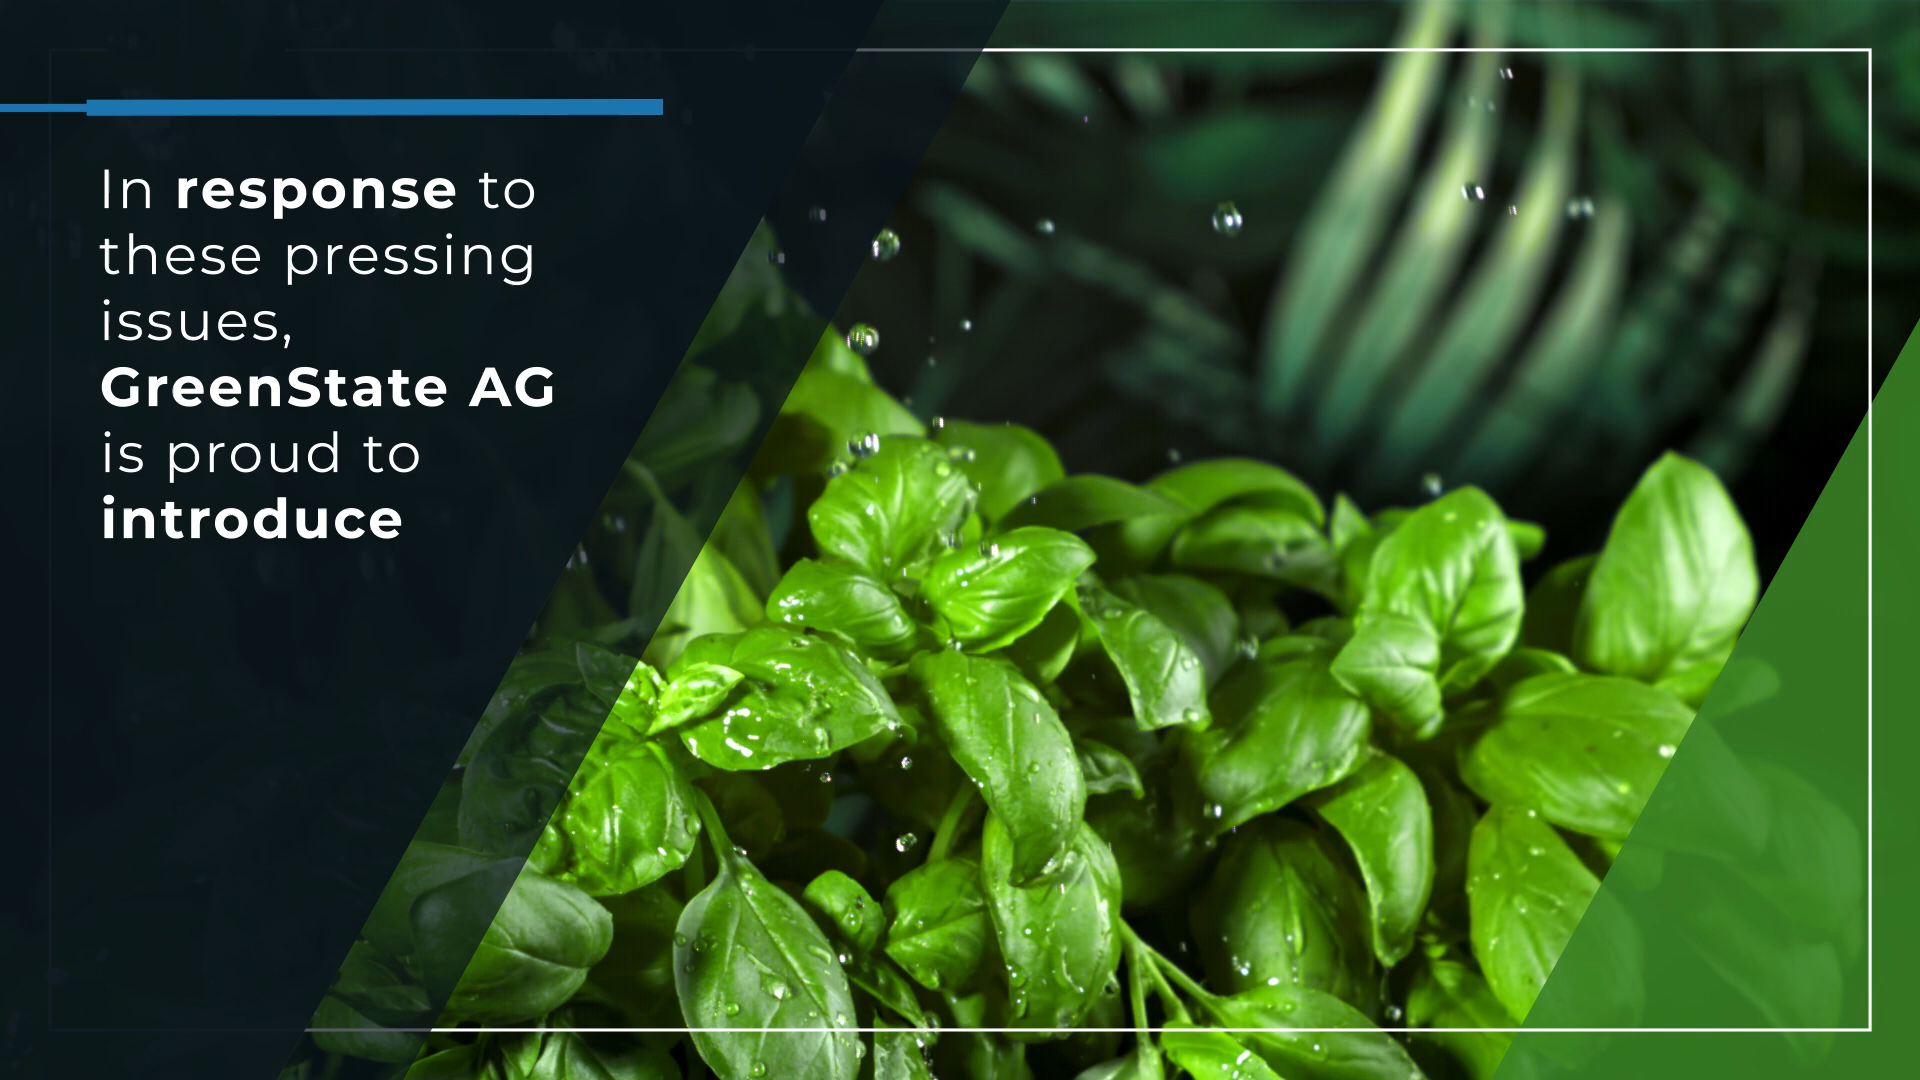 In response to
these pressing
issues,
GreenState AG
is proud to
introduce